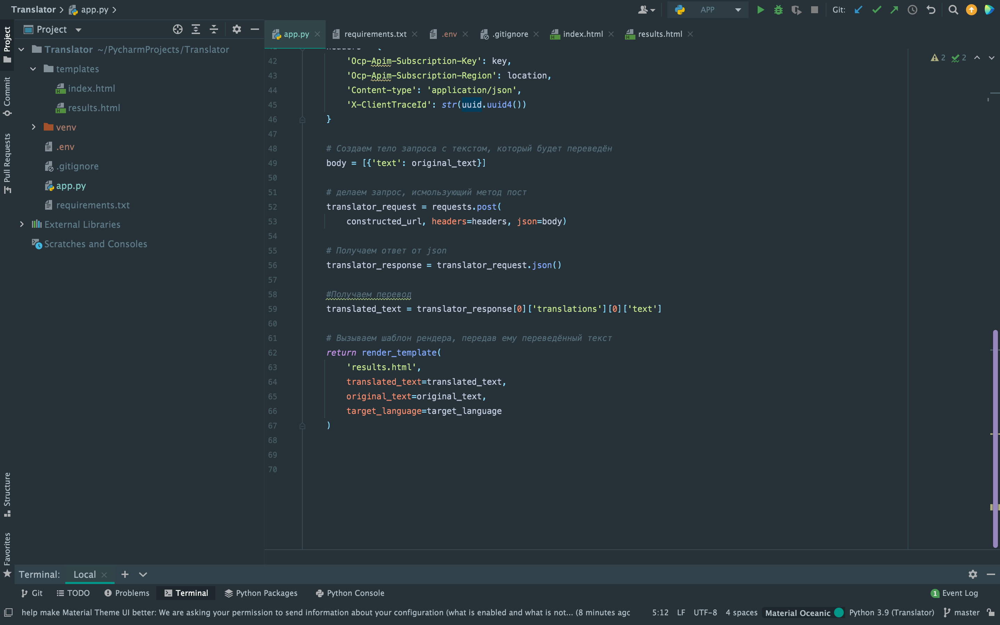 Translator
app.py
APP
Git:
Project
app.py
requirements.txt
.env
.gitignore
index.html
results.html
Project
Commit
Pull Requests
Structure
Favorites
Translator ~/PycharmProjects/Translator
templates
index.html
results.html
venv
.env
.gitignore
app.py
requirements.txt
External Libraries
Scratches and Consoles
2 2
42 'Ocp-Apim-Subscription-Key': key,
43 'Ocp-Apim-Subscription-Region': location,
44 'Content-type': 'application/json',
45 'X-ClientTraceId': str(uuid.uuid4())
46 }
47
48 # Создаем тело запроса с текстом, который будет переведён
49 body = [{'text': original_text}]
50
51 # делаем запрос, исмользующий метод пост
52 translator_request = requests.post(
53 constructed_url, headers=headers, json=body)
54
55 # Получаем ответ от json
56 translator_response = translator_request.json()
57
58 #Получаем перевод
59 translated_text = translator_response[0]['translations'][0]['text']
60
61 # Вызываем шаблон рендера, передав ему переведённый текст
62 return render_template(
63 'results.html',
64 translated_text=translated_text,
65 original_text=original_text,
66 target_language=target_language
67 )
68
69
70
Terminal: Local
Git TODO Problems Terminal Python Packages Python Console 1 Event Log
help make Material Theme UI better: We are asking your permission to send information about your configuration (what is enabled and what is not... (8 minutes agc 5:12 LF UTF-8 4 spaces Material Oceanic Python 3.9 (Translator) master